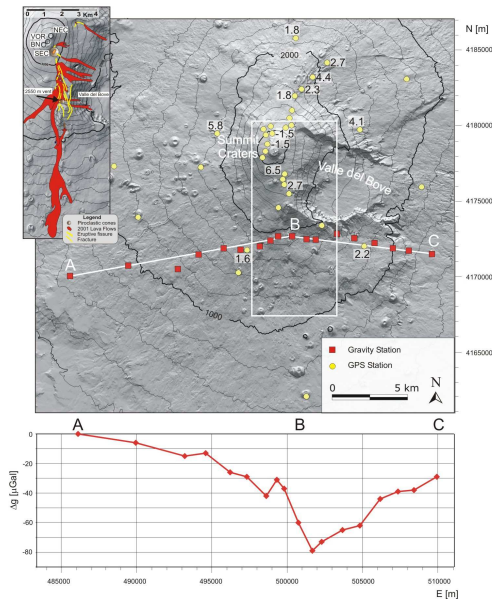 0 2 4 6 Km
N
NEC
VOR
BNC
SEC
2550 m vent
Valle del Bove
Legend
Piroclastic cones
2001 Lava Flows
Eruptive fissure
Fracture
N [m]
4185000
4180000
4175000
4170000
4165000
4160000
1.8
2000
2.7
4.4
2.3
1.8
5.8
4.1
-1.5
Summit
Craters
-1.5
Valle del Bove
6.5
2.7
A
B
C
1.6
2.2
1000
Gravity Station
GPS Station
0 5 km
N
A B C
Δg [µGal]
0
-20
-40
-60
-80
485000 490000 495000 500000 505000 510000
E [m]